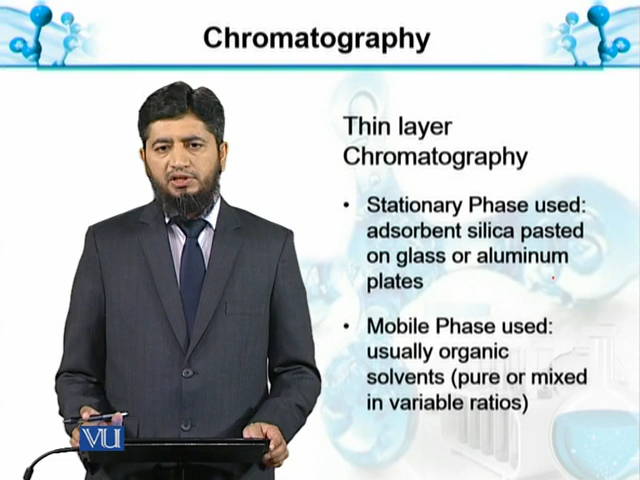 Chromatography
Thin layer
Chromatography
• Stationary Phase used:
adsorbent silica pasted
on glass or aluminum
plates
• Mobile Phase used:
usually organic
solvents (pure or mixed
in variable ratios)
VU